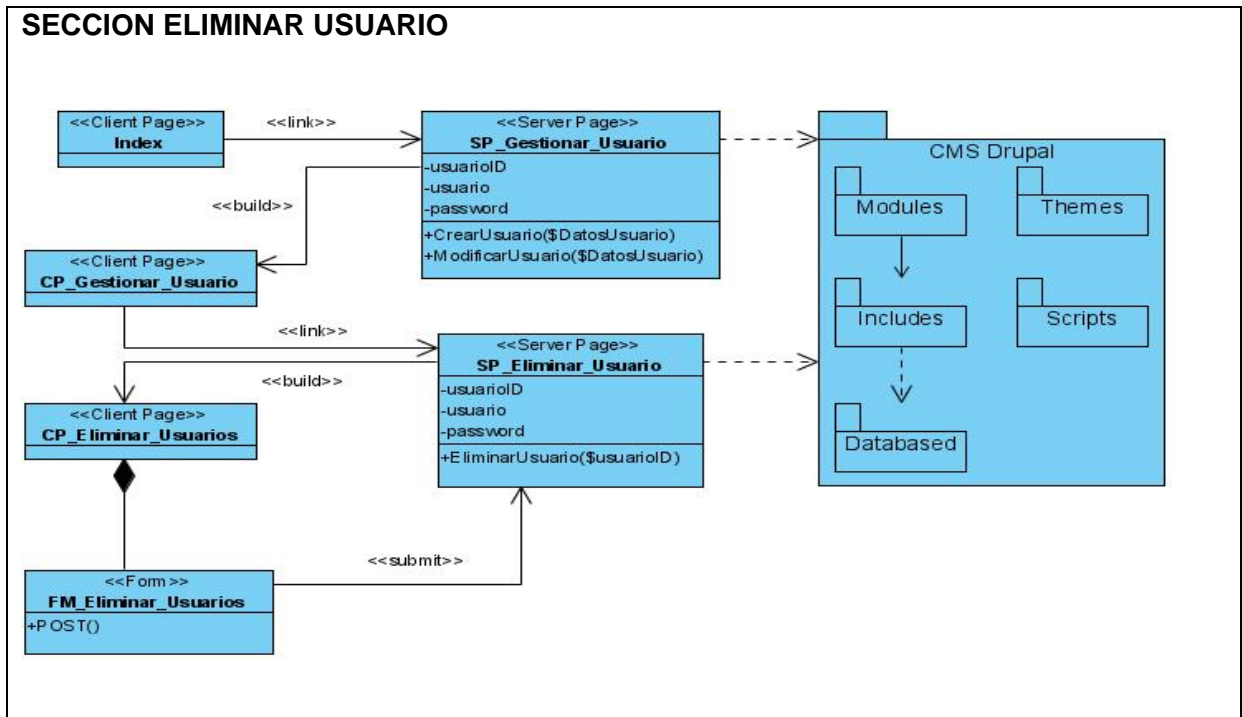 SECCION ELIMINAR USUARIO
<<Client Page>>
Index
<<link>>
<<Server Page>>
SP_Gestionar_Usuario
-usuarioID
-usuario
-password
+CrearUsuario($DatosUsuario)
+ModificarUsuario($DatosUsuario)
<<build>>
<<Client Page>>
CP_Gestionar_Usuario
<<link>>
<<Server Page>>
SP_Eliminar_Usuario
-usuarioID
-usuario
-password
+EliminarUsuario($usuarioID)
<<build>>
<<Client Page>>
CP_Eliminar_Usuarios
<<submit>>
<<Form>>
FM_Eliminar_Usuarios
+POST()
CMS Drupal
Modules
Themes
Includes
Scripts
Databased